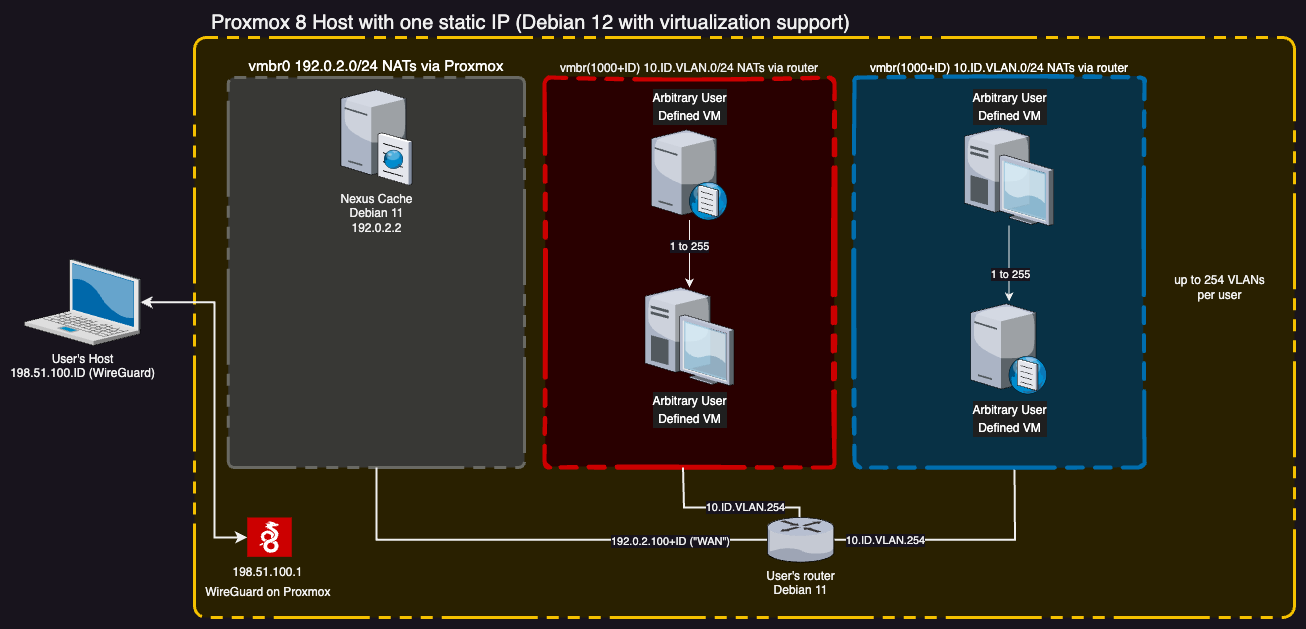 Proxmox 8 Host with one static IP (Debian 12 with virtualization support)
vmbr0 192.0.2.0/24 NATs via Proxmox
vmbr(1000+ID) 10.ID.VLAN.0/24 NATs via router
vmbr(1000+ID) 10.ID.VLAN.0/24 NATs via router
Nexus Cache
Debian 11
192.0.2.2
Arbitrary User
Defined VM
1 to 255
Arbitrary User
Defined VM
Arbitrary User
Defined VM
1 to 255
Arbitrary User
Defined VM
up to 254 VLANs
per user
User's Host
198.51.100.ID (WireGuard)
10.ID.VLAN.254
192.0.2.100+ID ("WAN")
10.ID.VLAN.254
User's router
Debian 11
198.51.100.1
WireGuard on Proxmox